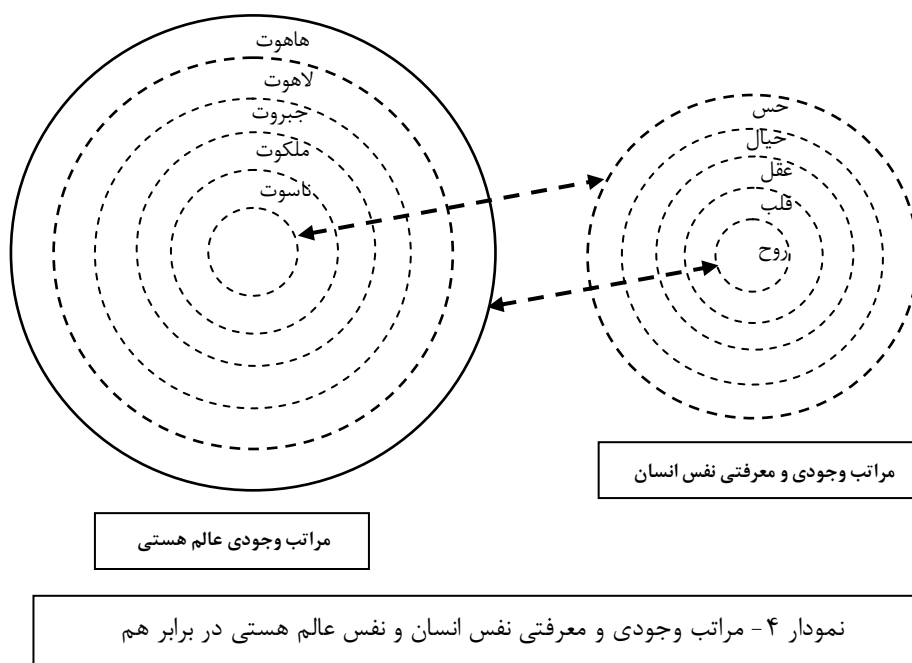 هاهوت
لاهوت
جبروت
ملکوت
ناسوت
حس
خیال
عقل
قلب
روح
مراتب وجودی و معرفتی نفس انسان
مراتب وجودی عالم هستی
نمودار ۴- مراتب وجودی و معرفتی نفس انسان و نفس عالم هستی در برابر هم